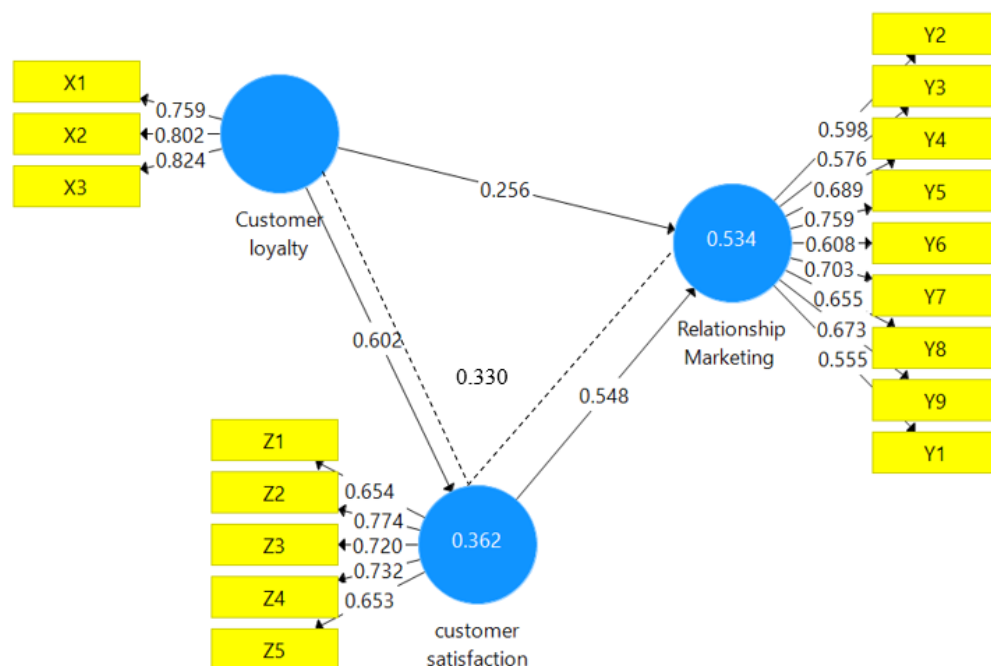 X1
X2
X3
0.759
0.802
0.824
Customer
loyalty
0.256
0.602
0.330
0.548
0.534
Relationship
Marketing
Y2
Y3
Y4
Y5
Y6
Y7
Y8
Y9
Y1
0.598
0.576
0.689
0.759
0.608
0.703
0.655
0.673
0.555
Z1
Z2
Z3
Z4
Z5
0.654
0.774
0.720
0.732
0.653
0.362
customer
satisfaction